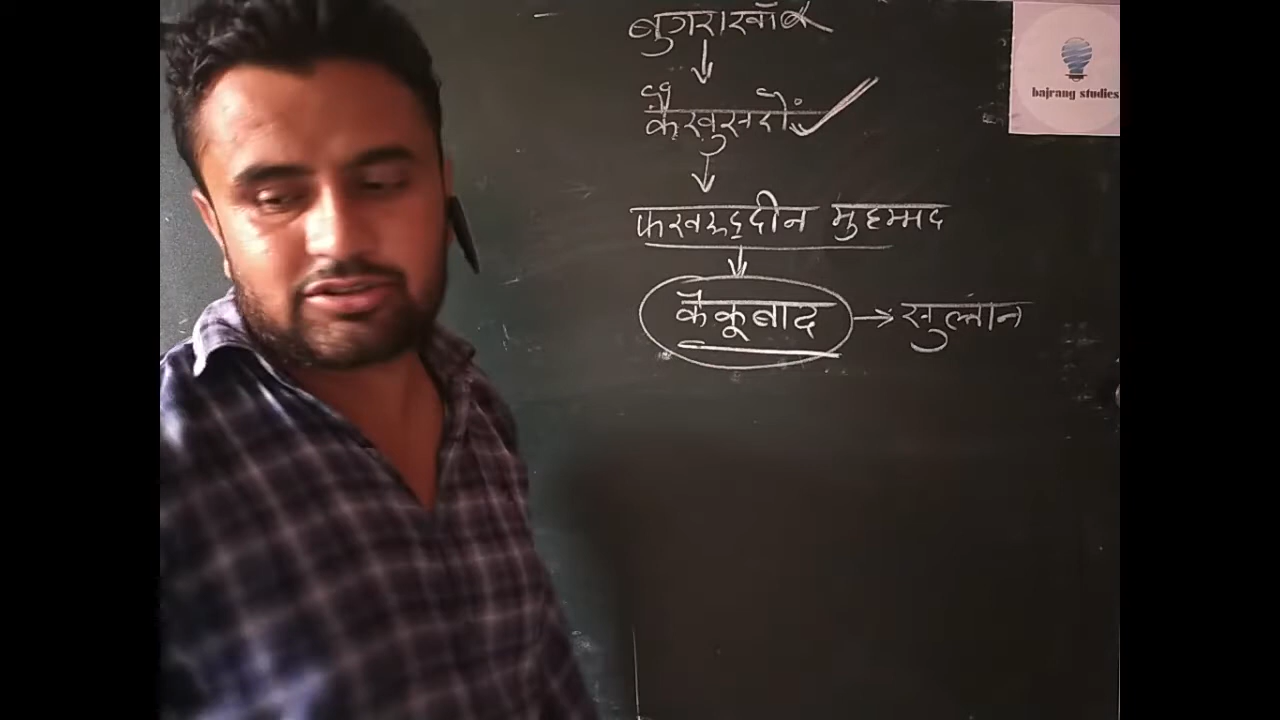 बुगराखाँ
कैखुसरों
फखरूद्दीन मुहम्मद
कैकूबाद → सुल्तान
bajrang studies